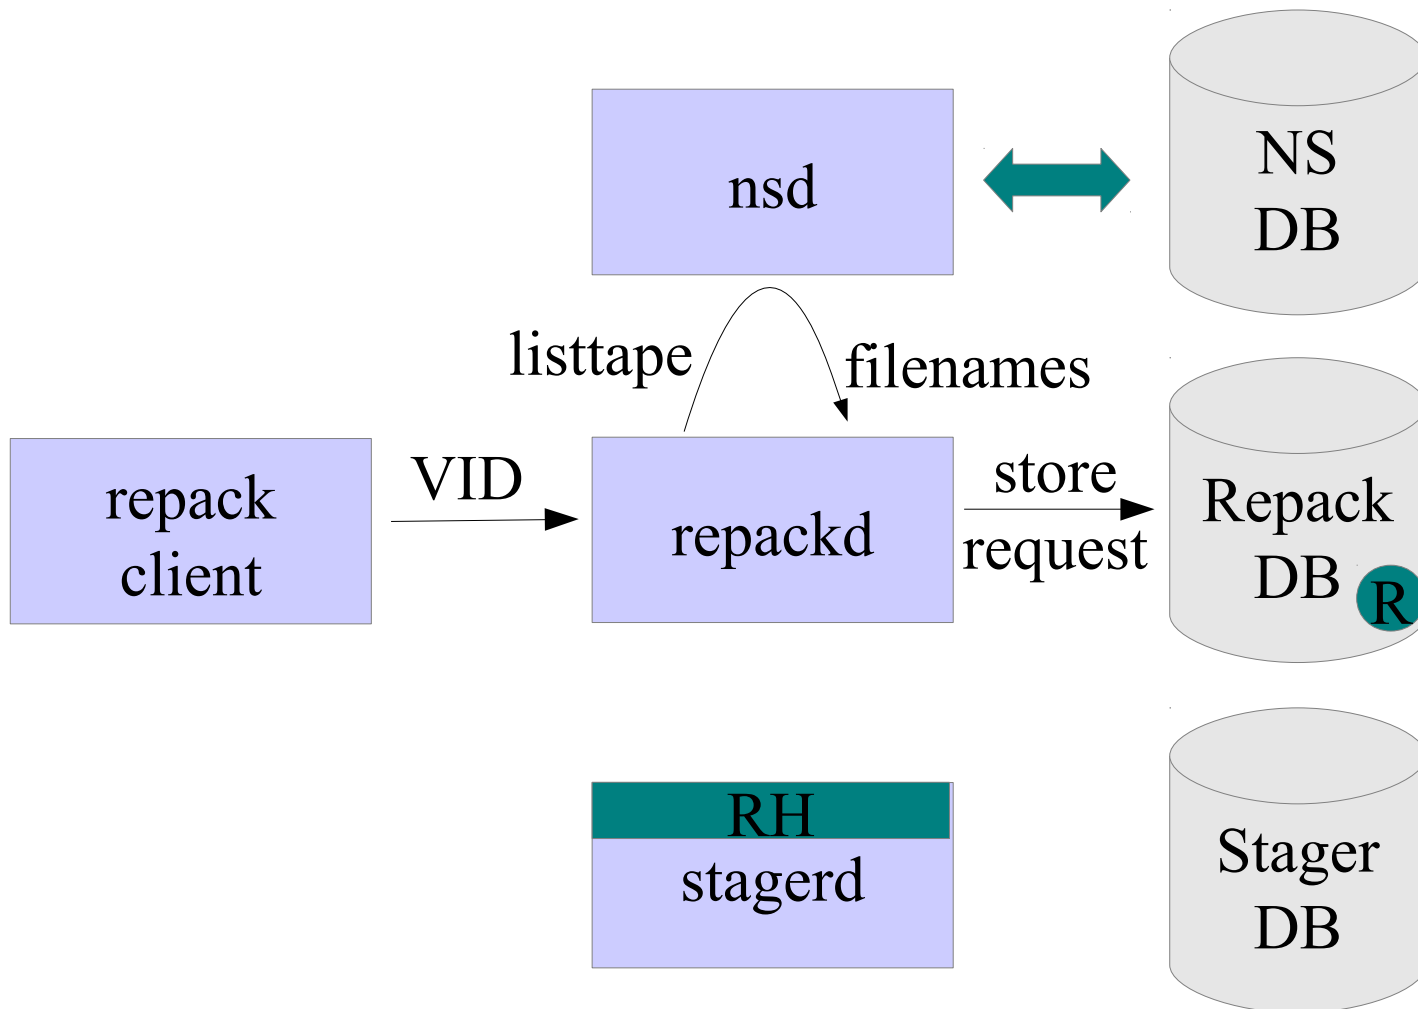 nsd
NS
DB
listtape
filenames
repack
client
VID
repackd
store
request
Repack
DB
R
RH
stagerd
Stager
DB